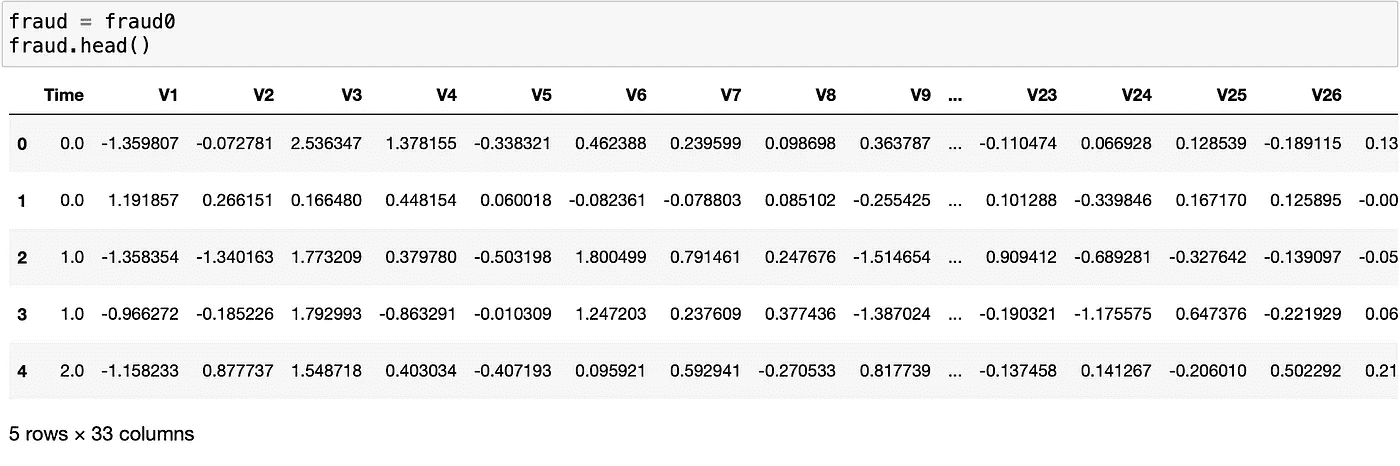 fraud = fraud0
fraud.head()
Time V1 V2 V3 V4 V5 V6 V7 V8 V9 ... V23 V24 V25 V26
0 0.0 -1.359807 -0.072781 2.536347 1.378155 -0.338321 0.462388 0.239599 0.098698 0.363787 ... -0.110474 0.066928 0.128539 -0.189115 0.13
1 0.0 1.191857 0.266151 0.166480 0.448154 0.060018 -0.082361 -0.078803 0.085102 -0.255425 ... 0.101288 -0.339846 0.167170 0.125895 -0.00
2 1.0 -1.358354 -1.340163 1.773209 0.379780 -0.503198 1.800499 0.791461 0.247676 -1.514654 ... 0.909412 -0.689281 -0.327642 -0.139097 -0.05
3 1.0 -0.966272 -0.185226 1.792993 -0.863291 -0.010309 1.247203 0.237609 0.377436 -1.387024 ... -0.190321 -1.175575 0.647376 -0.221929 0.06
4 2.0 -1.158233 0.877737 1.548718 0.403034 -0.407193 0.095921 0.592941 -0.270533 0.817739 ... -0.137458 0.141267 -0.206010 0.502292 0.21
5 rows × 33 columns